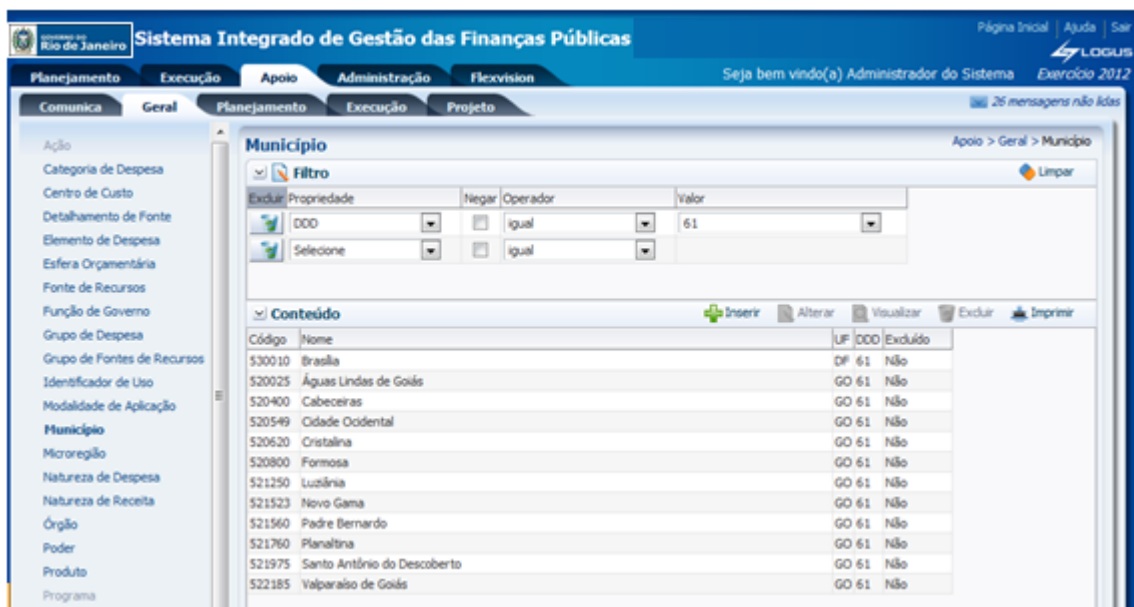 Página Inicial | Ajuda | Sair
GOVERNO DO
Rio de Janeiro
Sistema Integrado de Gestão das Finanças Públicas
LOGUS
Planejamento Execução Apoio Administração Flexvision
Seja bem vindo(a) Administrador do Sistema Exercício 2012
Comunica Geral Planejamento Execução Projeto
26 mensagens não lidas
Ação
Categoria de Despesa
Centro de Custo
Detalhamento de Fonte
Elemento de Despesa
Esfera Orçamentária
Fonte de Recursos
Função de Governo
Grupo de Despesa
Grupo de Fontes de Recursos
Identificador de Uso
Modalidade de Aplicação
Município
Microregião
Natureza de Despesa
Natureza de Receita
Órgão
Poder
Produto
Programa
Município
Apoio > Geral > Município
Filtro
Limpar
Excluir Propriedade Negar Operador Valor
DDD igual 61
Selecione igual
Conteúdo
Inserir Alterar Visualizar Excluir Imprimir
Código Nome UF DDD Excluído
530010 Brasília DF 61 Não
520025 Águas Lindas de Goiás GO 61 Não
520400 Cabeceiras GO 61 Não
520549 Cidade Ocidental GO 61 Não
520620 Cristalina GO 61 Não
520800 Formosa GO 61 Não
521250 Luziânia GO 61 Não
521523 Novo Gama GO 61 Não
521560 Padre Bernardo GO 61 Não
521760 Planaltina GO 61 Não
521975 Santo Antônio do Descoberto GO 61 Não
522185 Valparaíso de Goiás GO 61 Não